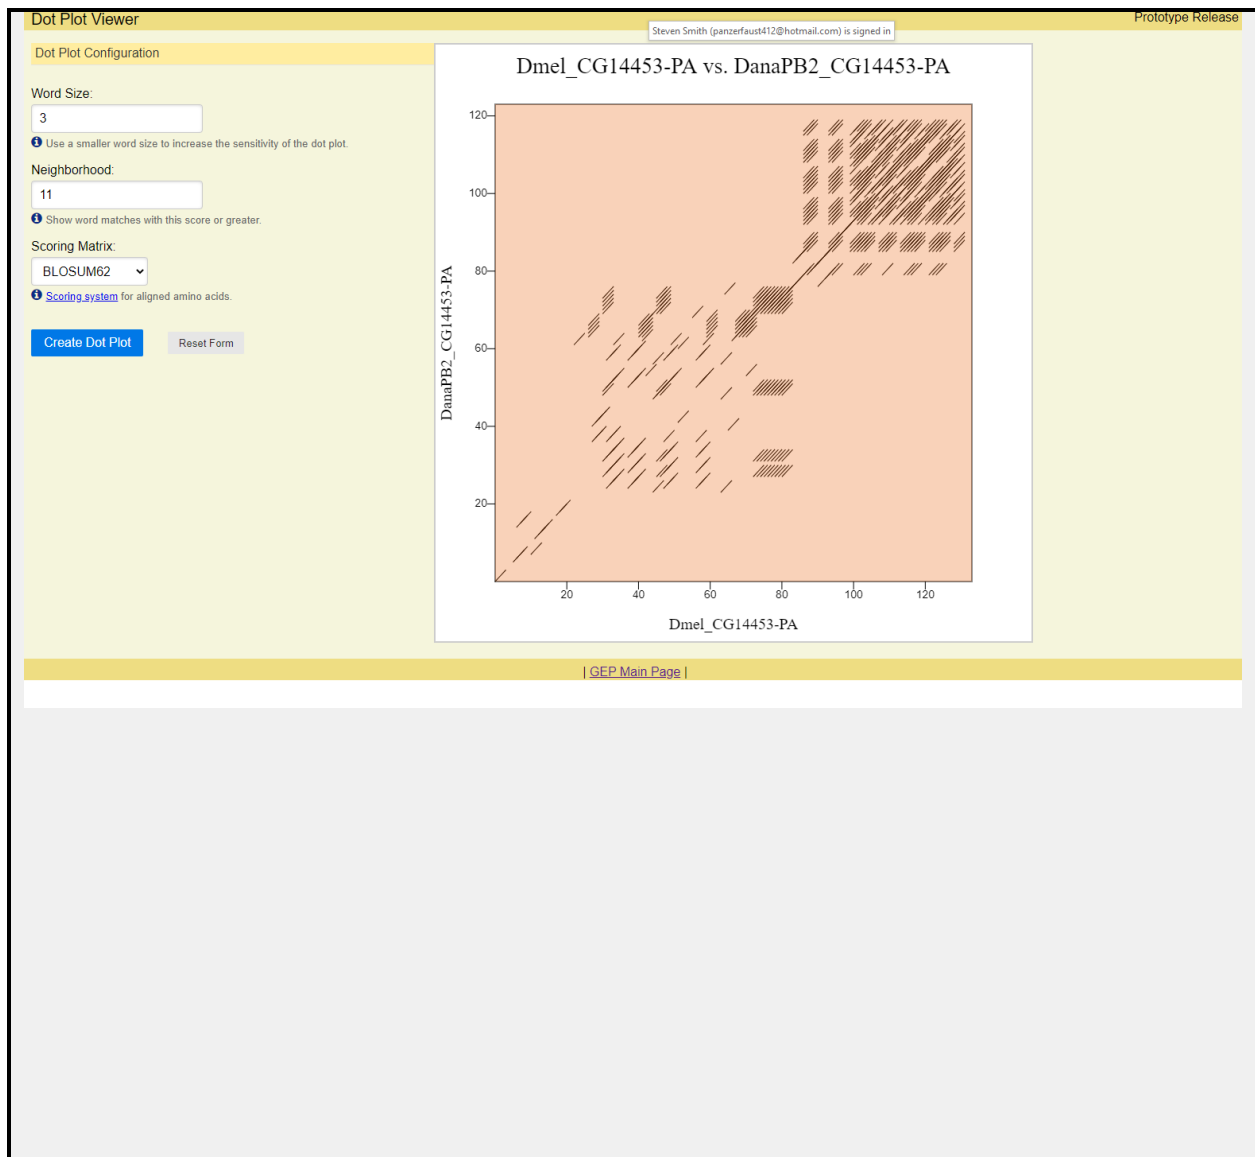 Dot Plot Viewer
Prototype Release
Steven Smith (panzerfaust412@hotmail.com) is signed in
Dot Plot Configuration
Word Size:
3
Use a smaller word size to increase the sensitivity of the dot plot.
Neighborhood:
11
Show word matches with this score or greater.
Scoring Matrix:
BLOSUM62
Scoring system for aligned amino acids.
Create Dot Plot
Reset Form
Dmel_CG14453-PA vs. DanaPB2_CG14453-PA
120
100
80
60
40
20
DanaPB2_CG14453-PA
20
40
60
80
100
120
Dmel_CG14453-PA
| GEP Main Page |